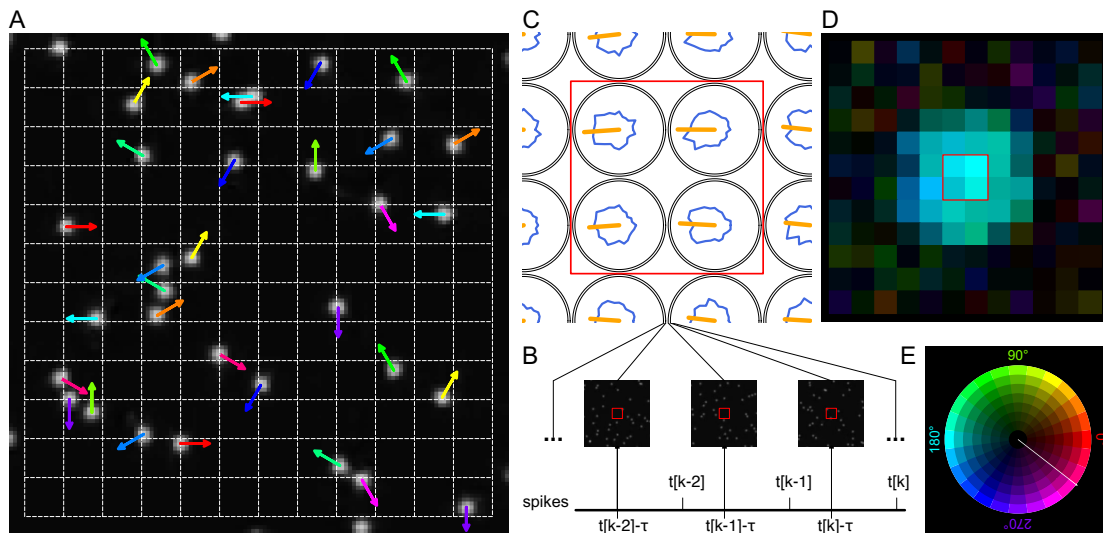 A
C
D
B
E
90°
180°
0
270°
...
...
t[k-2]
t[k-1]
t[k]
spikes
t[k-2]-τ
t[k-1]-τ
t[k]-τ